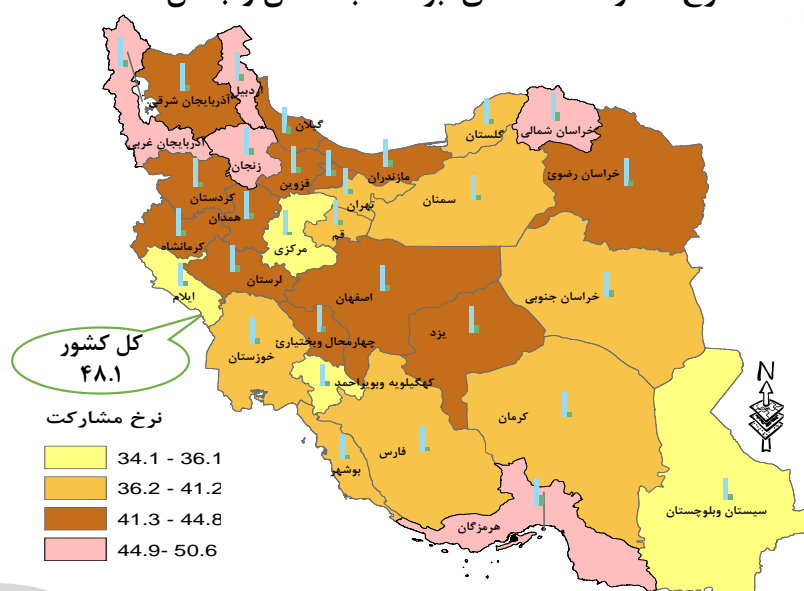 اردبیل
آذربایجان شرقی
گیلان
خراسان شمالی
گلستان
آذربایجان غربی
زنجان
مازندران
خراسان رضوئ
قزوین
کردستان
تهران
سمنان
همدان
قم
کرمانشاه
مرکزی
لرستان
ایلام
اصفهان
خراسان جنوبی
یزد
چهارمحال وبختیارئ
خوزستان
کهگیلویه وبویراحمد
کرمان
فارس
بوشهر
سیستان وبلوچستان
هرمزگان
کل کشور
۴۸.۱
N
نرخ مشارکت
34.1 - 36.1
36.2 - 41.2
41.3 - 44.8
44.9- 50.6